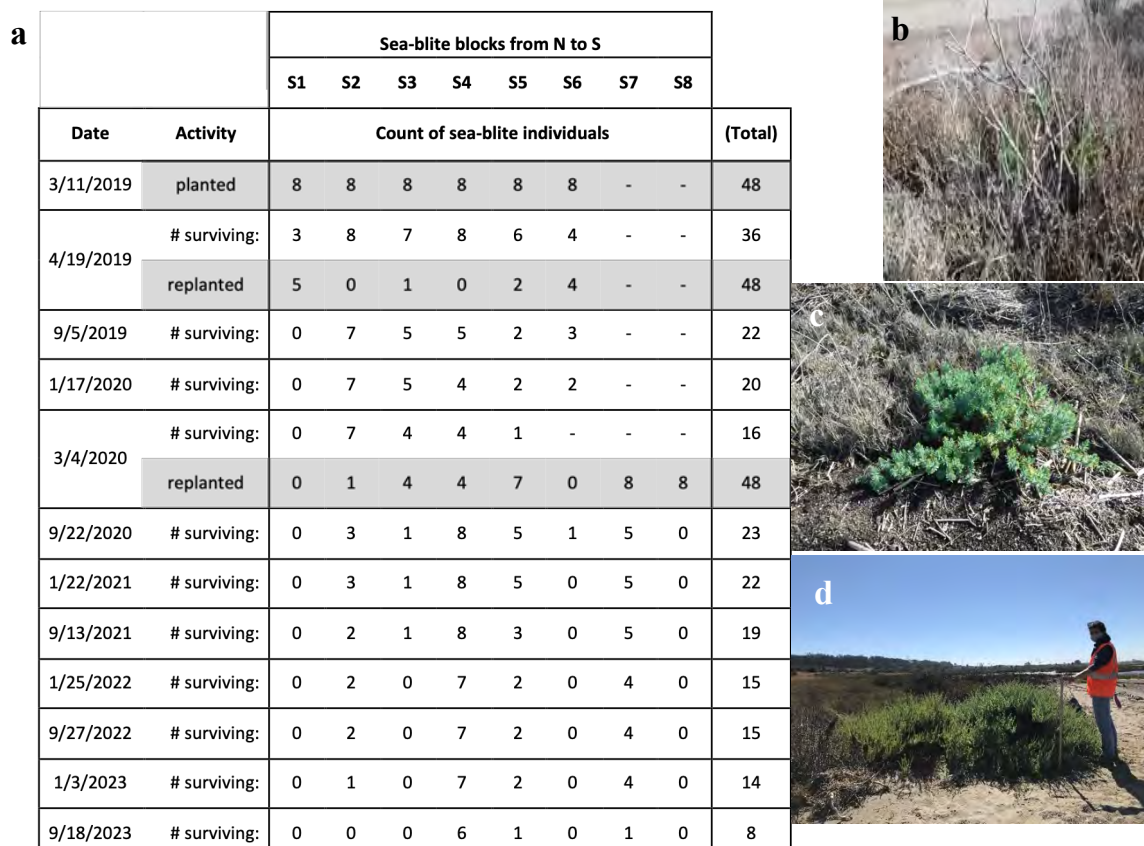 a
Sea-blite blocks from N to S
S1 S2 S3 S4 S5 S6 S7 S8
Date Activity Count of sea-blite individuals (Total)
3/11/2019 planted 8 8 8 8 8 8 - - 48
4/19/2019 # surviving: 3 8 7 8 6 4 - - 36
replanted 5 0 1 0 2 4 - - 48
9/5/2019 # surviving: 0 7 5 5 2 3 - - 22
1/17/2020 # surviving: 0 7 5 4 2 2 - - 20
3/4/2020 # surviving: 0 7 4 4 1 - - - 16
replanted 0 1 4 4 7 0 8 8 48
9/22/2020 # surviving: 0 3 1 8 5 1 5 0 23
1/22/2021 # surviving: 0 3 1 8 5 0 5 0 22
9/13/2021 # surviving: 0 2 1 8 3 0 5 0 19
1/25/2022 # surviving: 0 2 0 7 2 0 4 0 15
9/27/2022 # surviving: 0 2 0 7 2 0 4 0 15
1/3/2023 # surviving: 0 1 0 7 2 0 4 0 14
9/18/2023 # surviving: 0 0 0 6 1 0 1 0 8
b
c
d